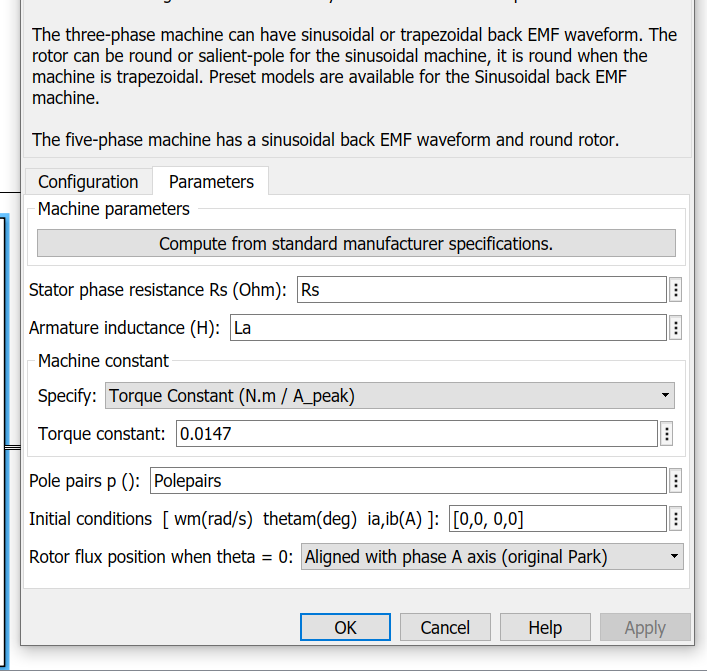 The three-phase machine can have sinusoidal or trapezoidal back EMF waveform. The
rotor can be round or salient-pole for the sinusoidal machine, it is round when the
machine is trapezoidal. Preset models are available for the Sinusoidal back EMF
machine.
The five-phase machine has a sinusoidal back EMF waveform and round rotor.
Configuration Parameters
Machine parameters
Compute from standard manufacturer specifications.
Stator phase resistance Rs (Ohm): Rs
Armature inductance (H): La
Machine constant
Specify: Torque Constant (N.m / A_peak)
Torque constant: 0.0147
Pole pairs p (): Polepairs
Initial conditions [ wm(rad/s) thetam(deg) ia,ib(A) ]: [0,0, 0,0]
Rotor flux position when theta = 0: Aligned with phase A axis (original Park)
OK Cancel Help Apply